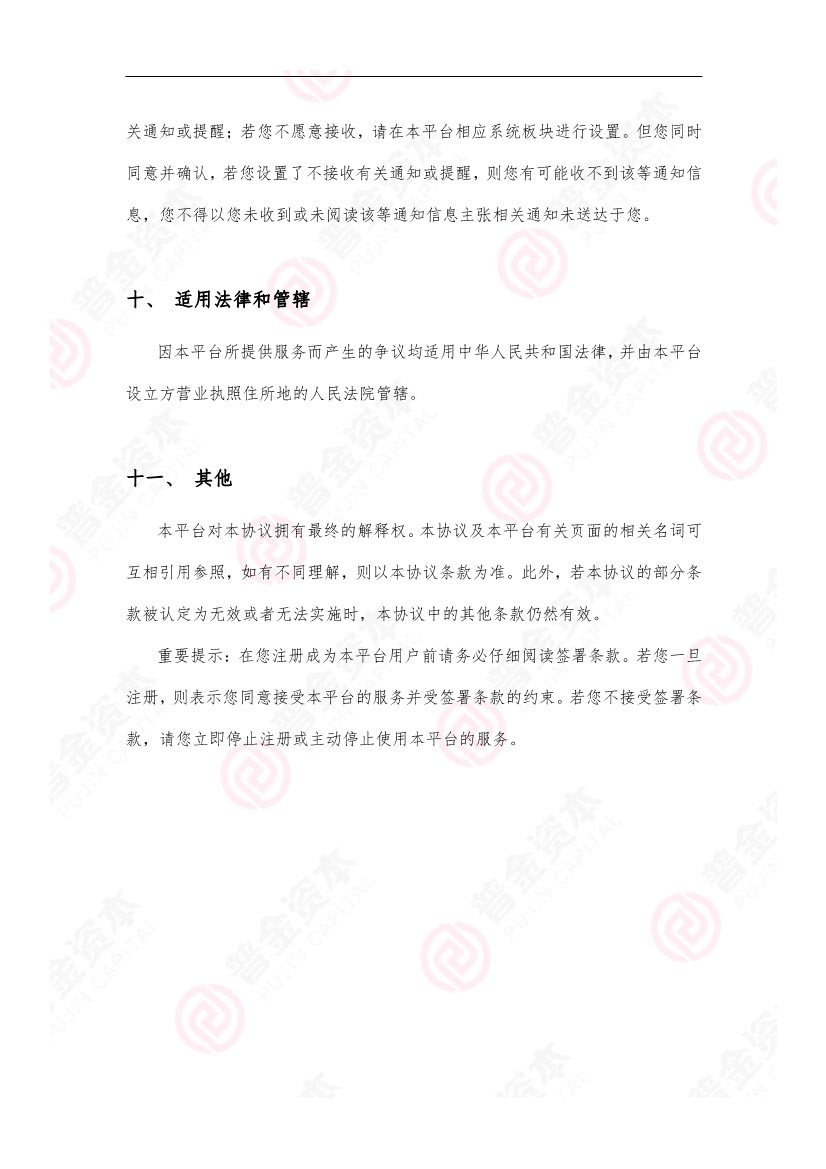 关通知或提醒；若您不愿意接收，请在本平台相应系统板块进行设置。但您同时
同意并确认，若您设置了不接收有关通知或提醒，则您有可能收不到该等通知信
息，您不得以您未收到或未阅读该等通知信息主张相关通知未送达于您。
十、 适用法律和管辖
因本平台所提供服务而产生的争议均适用中华人民共和国法律，并由本平台
设立方营业执照住所地的人民法院管辖。
十一、 其他
本平台对本协议拥有最终的解释权。本协议及本平台有关页面的相关名词可
互相引用参照，如有不同理解，则以本协议条款为准。此外，若本协议的部分条
款被认定为无效或者无法实施时，本协议中的其他条款仍然有效。
重要提示：在您注册成为本平台用户前请务必仔细阅读签署条款。若您一旦
注册，则表示您同意接受本平台的服务并受签署条款的约束。若您不接受签署条
款，请您立即停止注册或主动停止使用本平台的服务。
普金资本
PUJIN CAPITAL